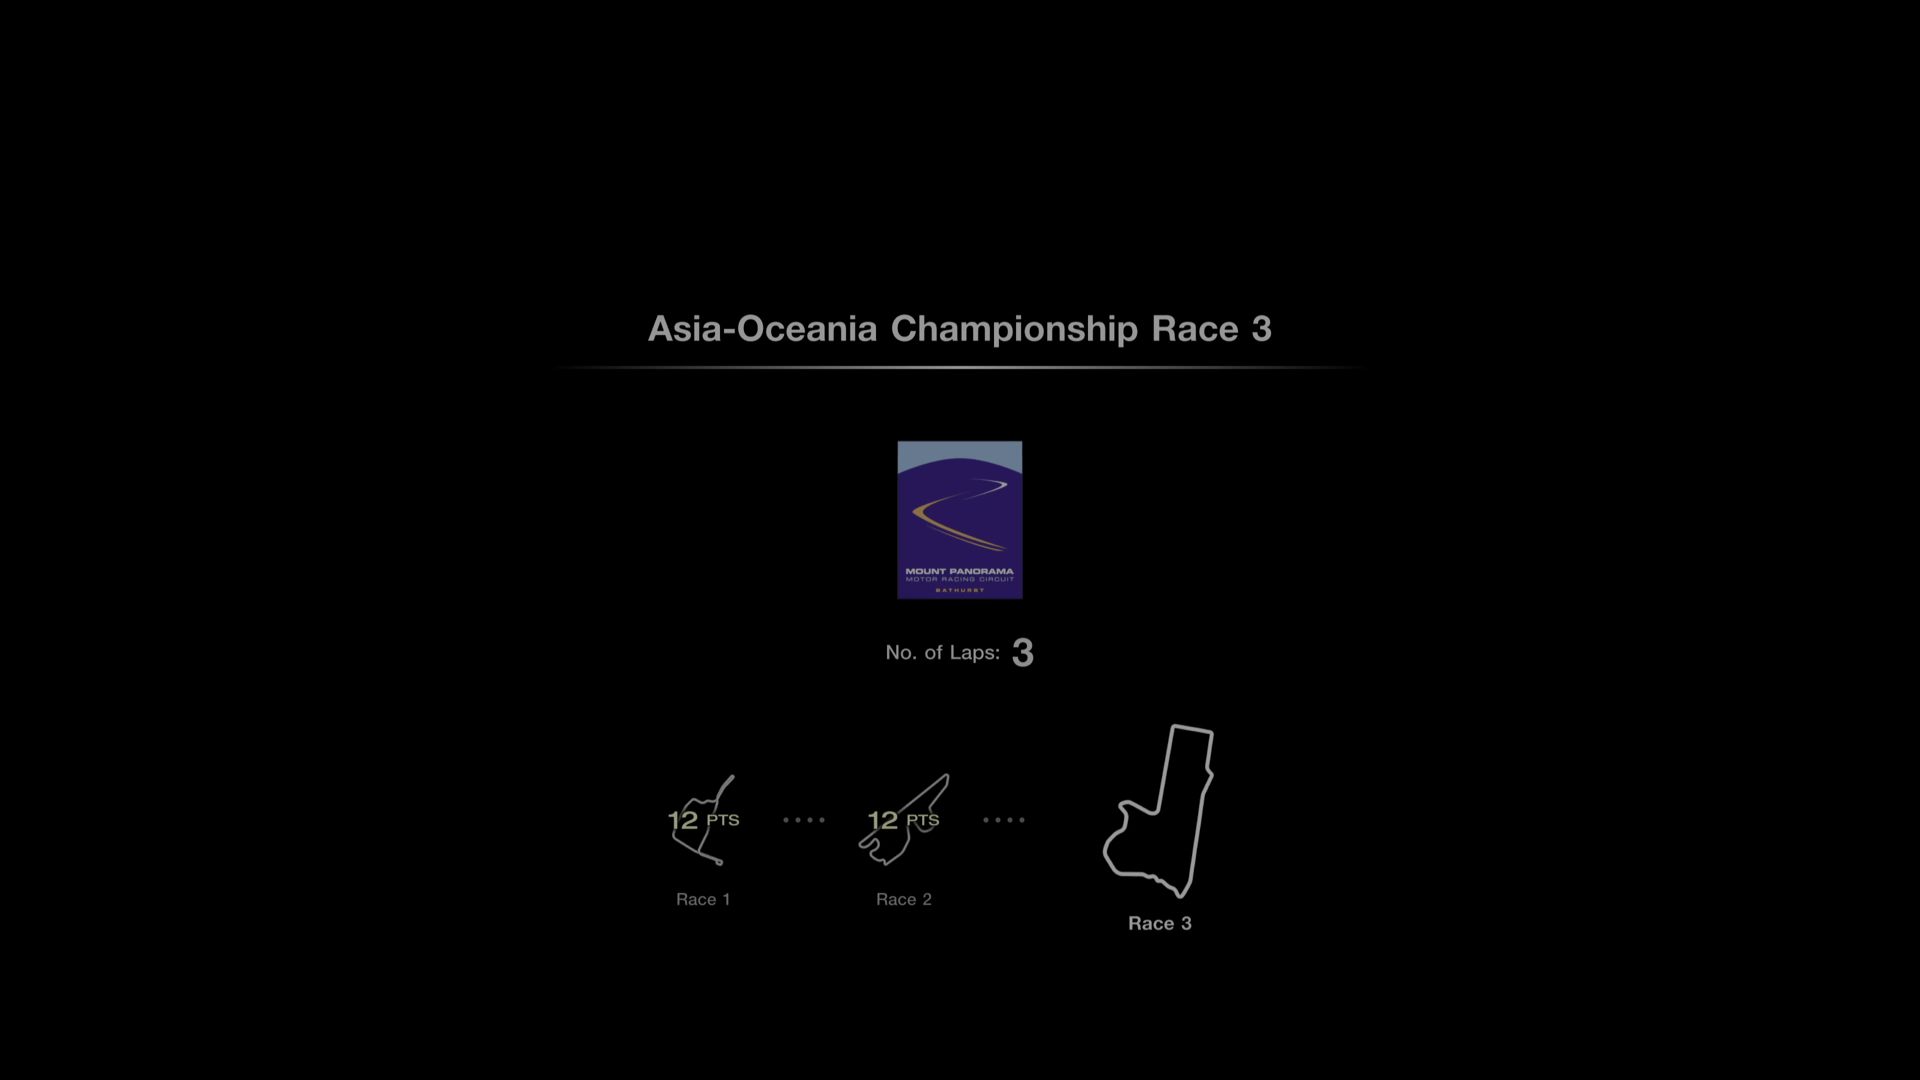 Asia-Oceania Championship Race 3
MOUNT PANORAMA
MOTOR RACING CIRCUIT
BATHURST
No. of Laps: 3
12 PTS
12 PTS
Race 1
Race 2
Race 3